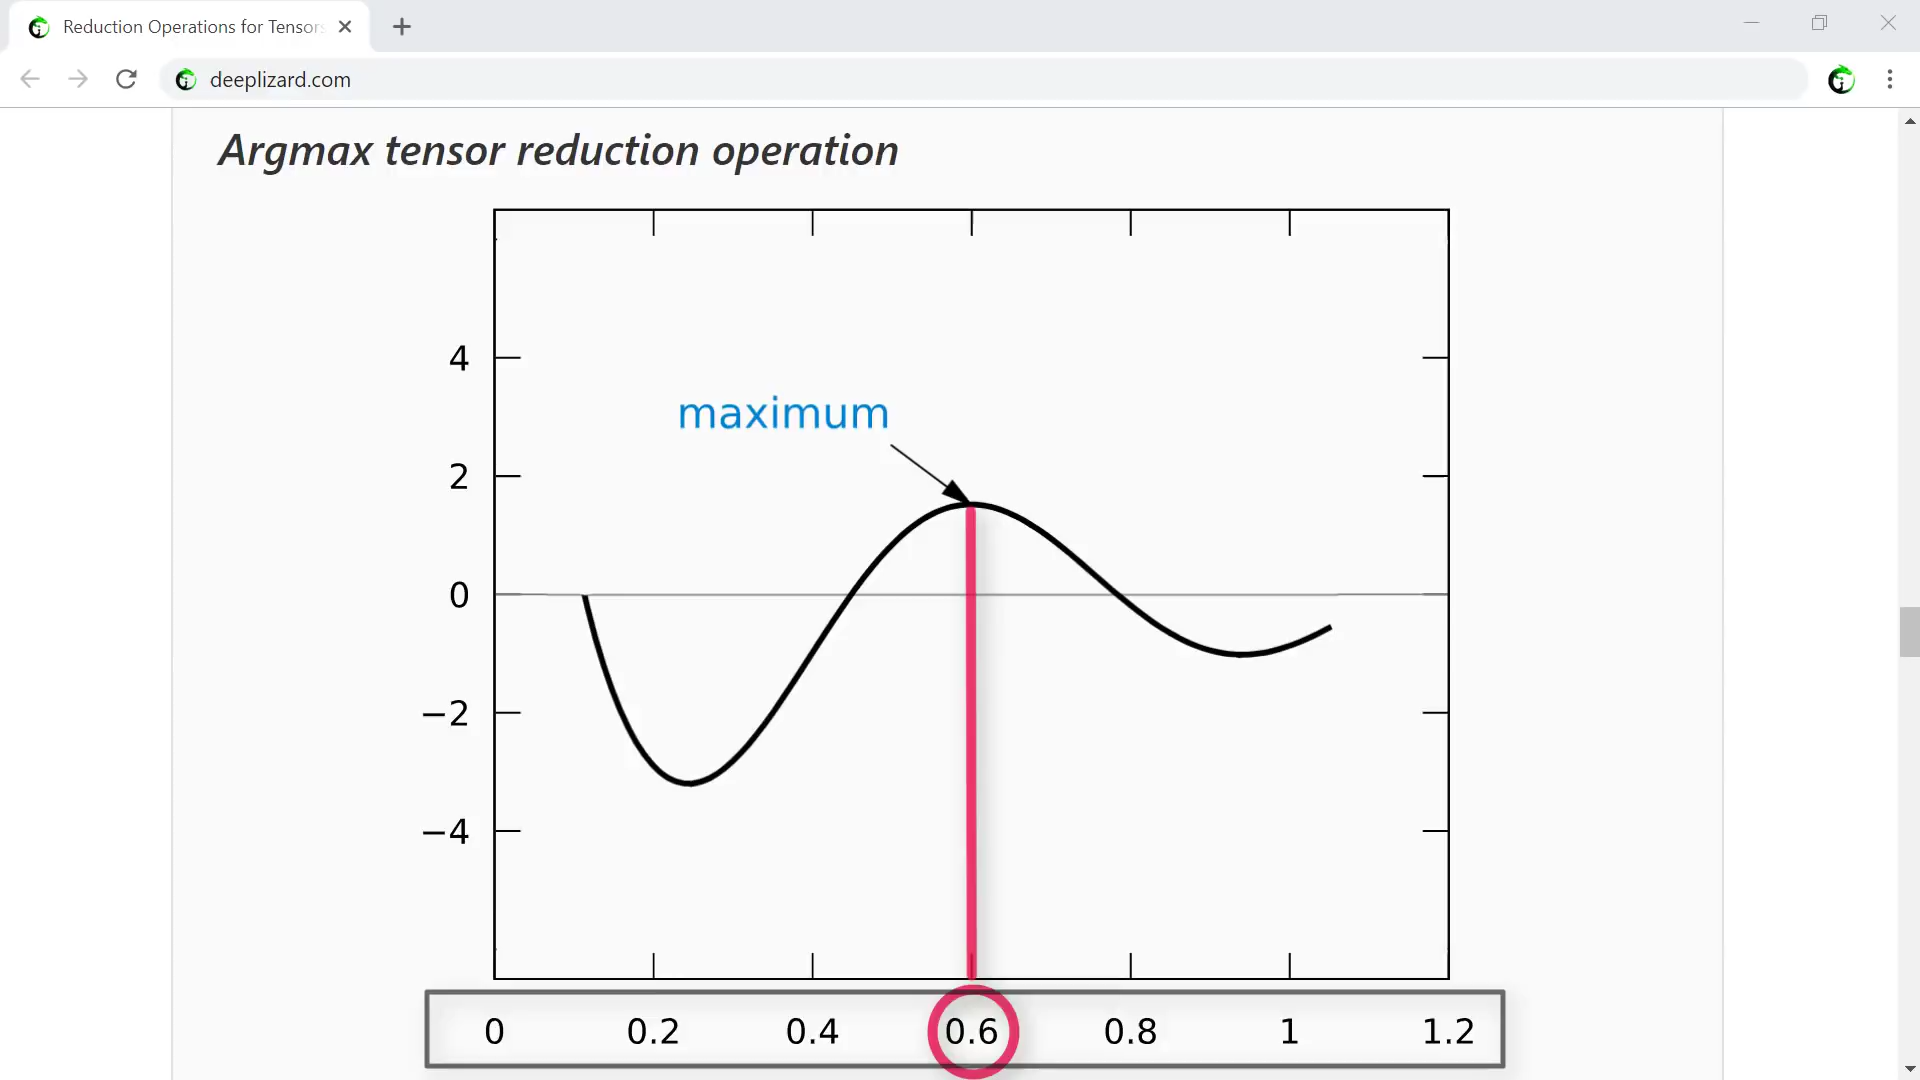 Reduction Operations for Tensors
deeplizard.com
Argmax tensor reduction operation
4
maximum
2
0
−2
−4
0 0.2 0.4 0.6 0.8 1 1.2